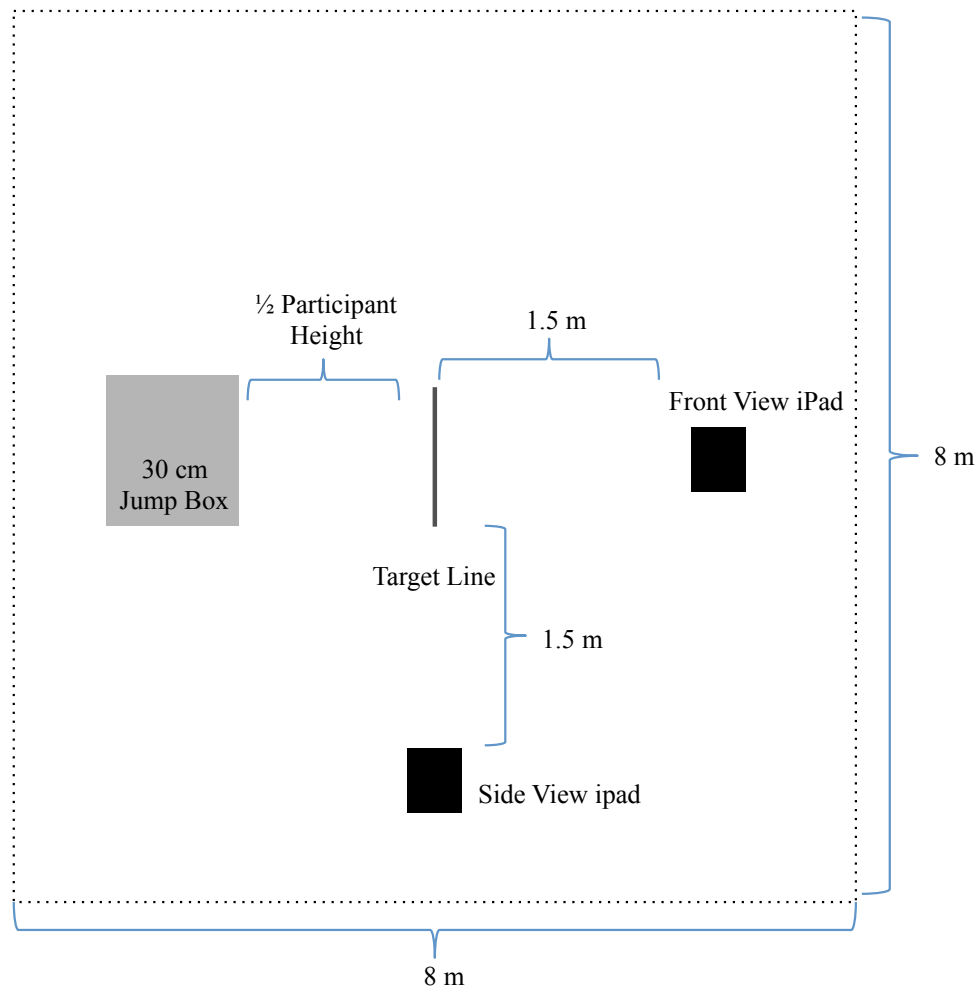 ½ Participant
Height
1.5 m
Front View iPad
8 m
30 cm
Jump Box
Target Line
1.5 m
Side View ipad
8 m